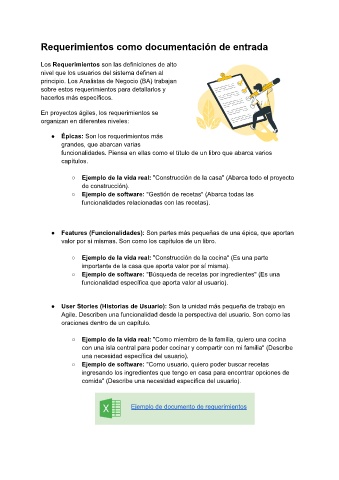 Requerimientos como documentación de entrada
Los Requerimientos son las definiciones de alto
nivel que los usuarios del sistema definen al
principio. Los Analistas de Negocio (BA) trabajan
sobre estos requerimientos para detallarlos y
hacerlos más específicos.
En proyectos ágiles, los requerimientos se
organizan en diferentes niveles:
● Épicas: Son los requerimientos más
grandes, que abarcan varias
funcionalidades. Piensa en ellas como el título de un libro que abarca varios
capítulos.
○ Ejemplo de la vida real: "Construcción de la casa" (Abarca todo el proyecto
de construcción).
○ Ejemplo de software: "Gestión de recetas" (Abarca todas las
funcionalidades relacionadas con las recetas).
● Features (Funcionalidades): Son partes más pequeñas de una épica, que aportan
valor por sí mismas. Son como los capítulos de un libro.
○ Ejemplo de la vida real: "Construcción de la cocina" (Es una parte
importante de la casa que aporta valor por sí misma).
○ Ejemplo de software: "Búsqueda de recetas por ingredientes" (Es una
funcionalidad específica que aporta valor al usuario).
● User Stories (Historias de Usuario): Son la unidad más pequeña de trabajo en
Agile. Describen una funcionalidad desde la perspectiva del usuario. Son como las
oraciones dentro de un capítulo.
○ Ejemplo de la vida real: "Como miembro de la familia, quiero una cocina
con una isla central para poder cocinar y compartir con mi familia" (Describe
una necesidad específica del usuario),
○ Ejemplo de software: "Como usuario, quiero poder buscar recetas
ingresando los ingredientes que tengo en casa para encontrar opciones de
comida" (Describe una necesidad específica del usuario).
X
Ejemplo de documento de requerimientos